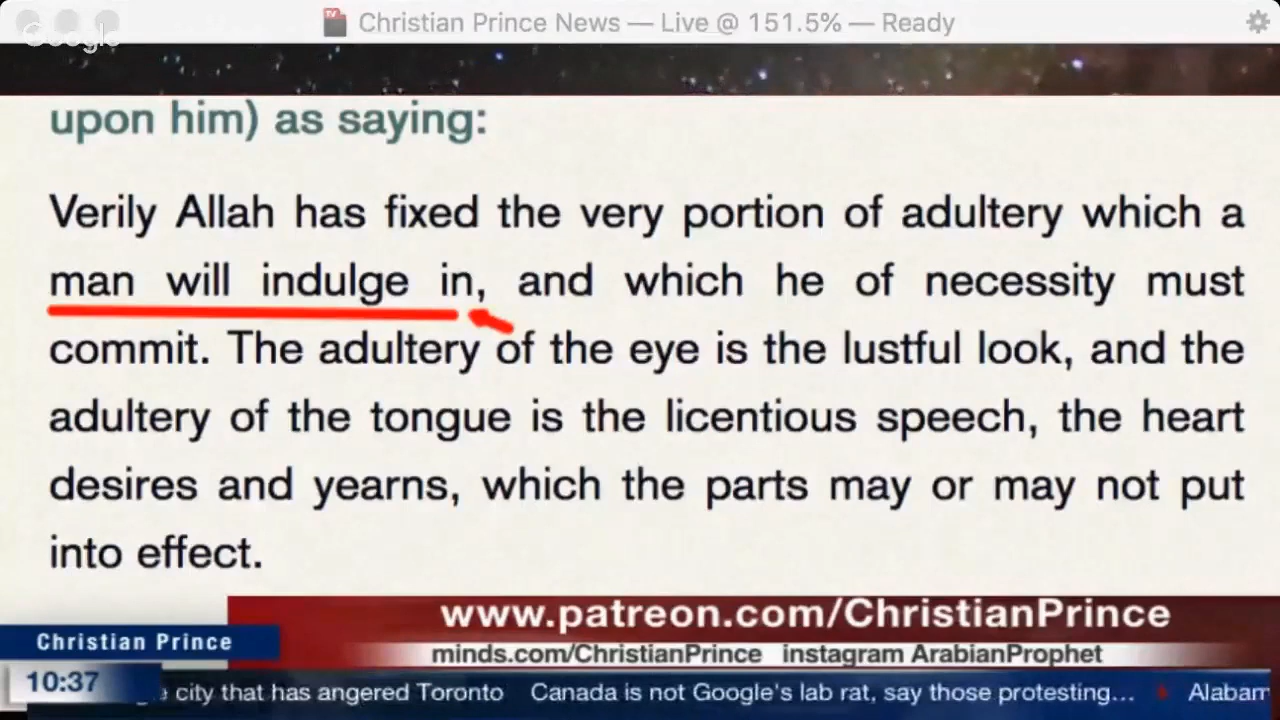 Christian Prince News — Live @ 151.5% — Ready
Google
upon him) as saying:
Verily Allah has fixed the very portion of adultery which a
man will indulge in, and which he of necessity must
commit. The adultery of the eye is the lustful look, and the
adultery of the tongue is the licentious speech, the heart
desires and yearns, which the parts may or may not put
into effect.
www.patreon.com/ChristianPrince
Christian Prince
minds.com/ChristianPrince instagram ArabianProphet
10:37
city that has angered Toronto Canada is not Google's lab rat, say those protesting... Alabam